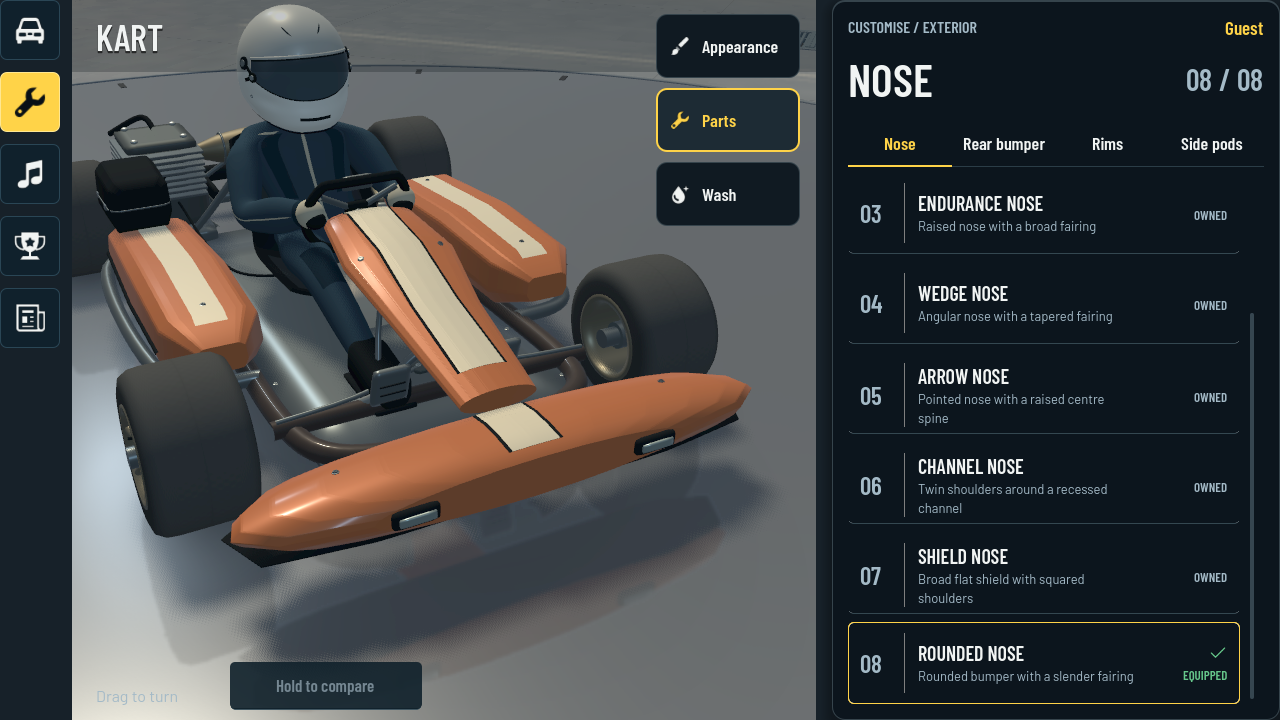 KART
Appearance
Parts
Wash
Drag to turn
Hold to compare
CUSTOMISE / EXTERIOR
Guest
NOSE
08 / 08
Nose
Rear bumper
Rims
Side pods
03
ENDURANCE NOSE
Raised nose with a broad fairing
OWNED
04
WEDGE NOSE
Angular nose with a tapered fairing
OWNED
05
ARROW NOSE
Pointed nose with a raised centre
spine
OWNED
06
CHANNEL NOSE
Twin shoulders around a recessed
channel
OWNED
07
SHIELD NOSE
Broad flat shield with squared
shoulders
OWNED
08
ROUNDED NOSE
Rounded bumper with a slender fairing
EQUIPPED